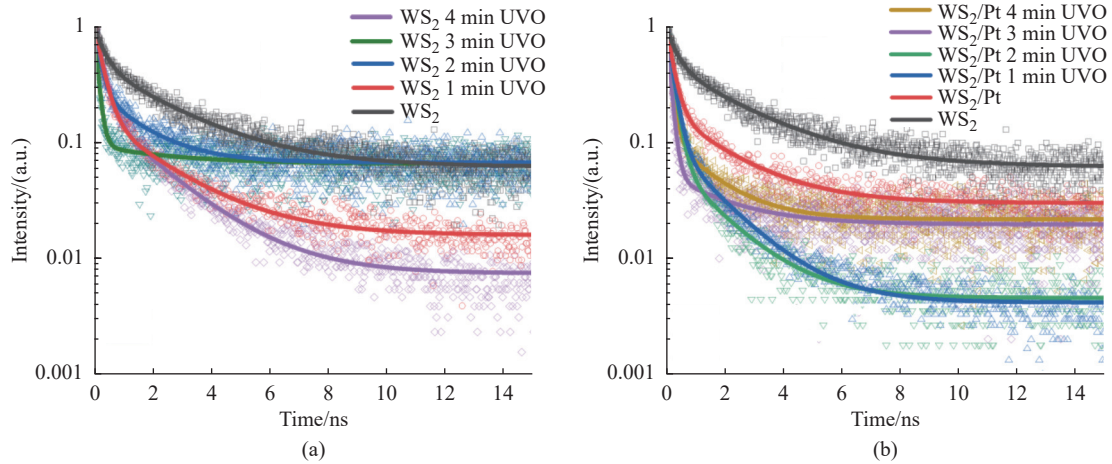 WS₂ 4 min UVO
WS₂ 3 min UVO
WS₂ 2 min UVO
WS₂ 1 min UVO
WS₂
1
0.1
0.01
0.001
Intensity/(a.u.)
0 2 4 6 8 10 12 14
Time/ns
(a)
WS₂/Pt 4 min UVO
WS₂/Pt 3 min UVO
WS₂/Pt 2 min UVO
WS₂/Pt 1 min UVO
WS₂/Pt
WS₂
1
0.1
0.01
0.001
Intensity/(a.u.)
0 2 4 6 8 10 12 14
Time/ns
(b)